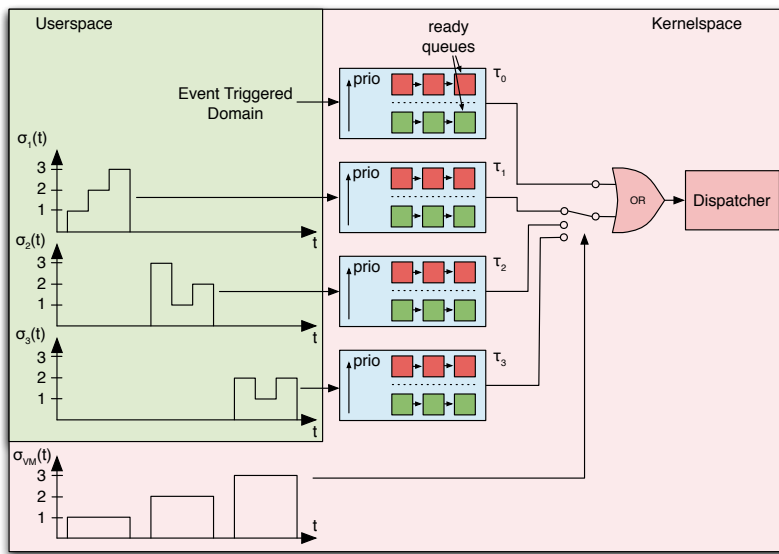 Userspace
Kernelspace
ready
queues
Event Triggered
Domain
prio
τ0
σ1(t)
3
2
1
t
prio
τ1
OR
Dispatcher
σ2(t)
3
2
1
t
prio
τ2
σ3(t)
3
2
1
t
prio
τ3
σVM(t)
3
2
1
t